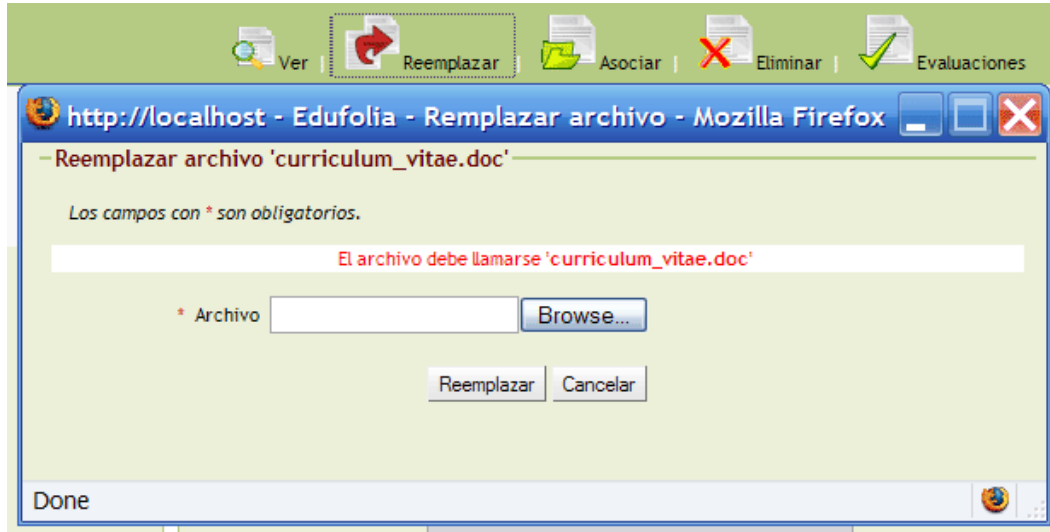 Ver | Reemplazar | Asociar | Eliminar | Evaluaciones
http://localhost - Edufolia - Remplazar archivo - Mozilla Firefox
Reemplazar archivo 'curriculum_vitae.doc'
Los campos con * son obligatorios.
El archivo debe llamarse 'curriculum_vitae.doc'
* Archivo Browse...
Reemplazar Cancelar
Done